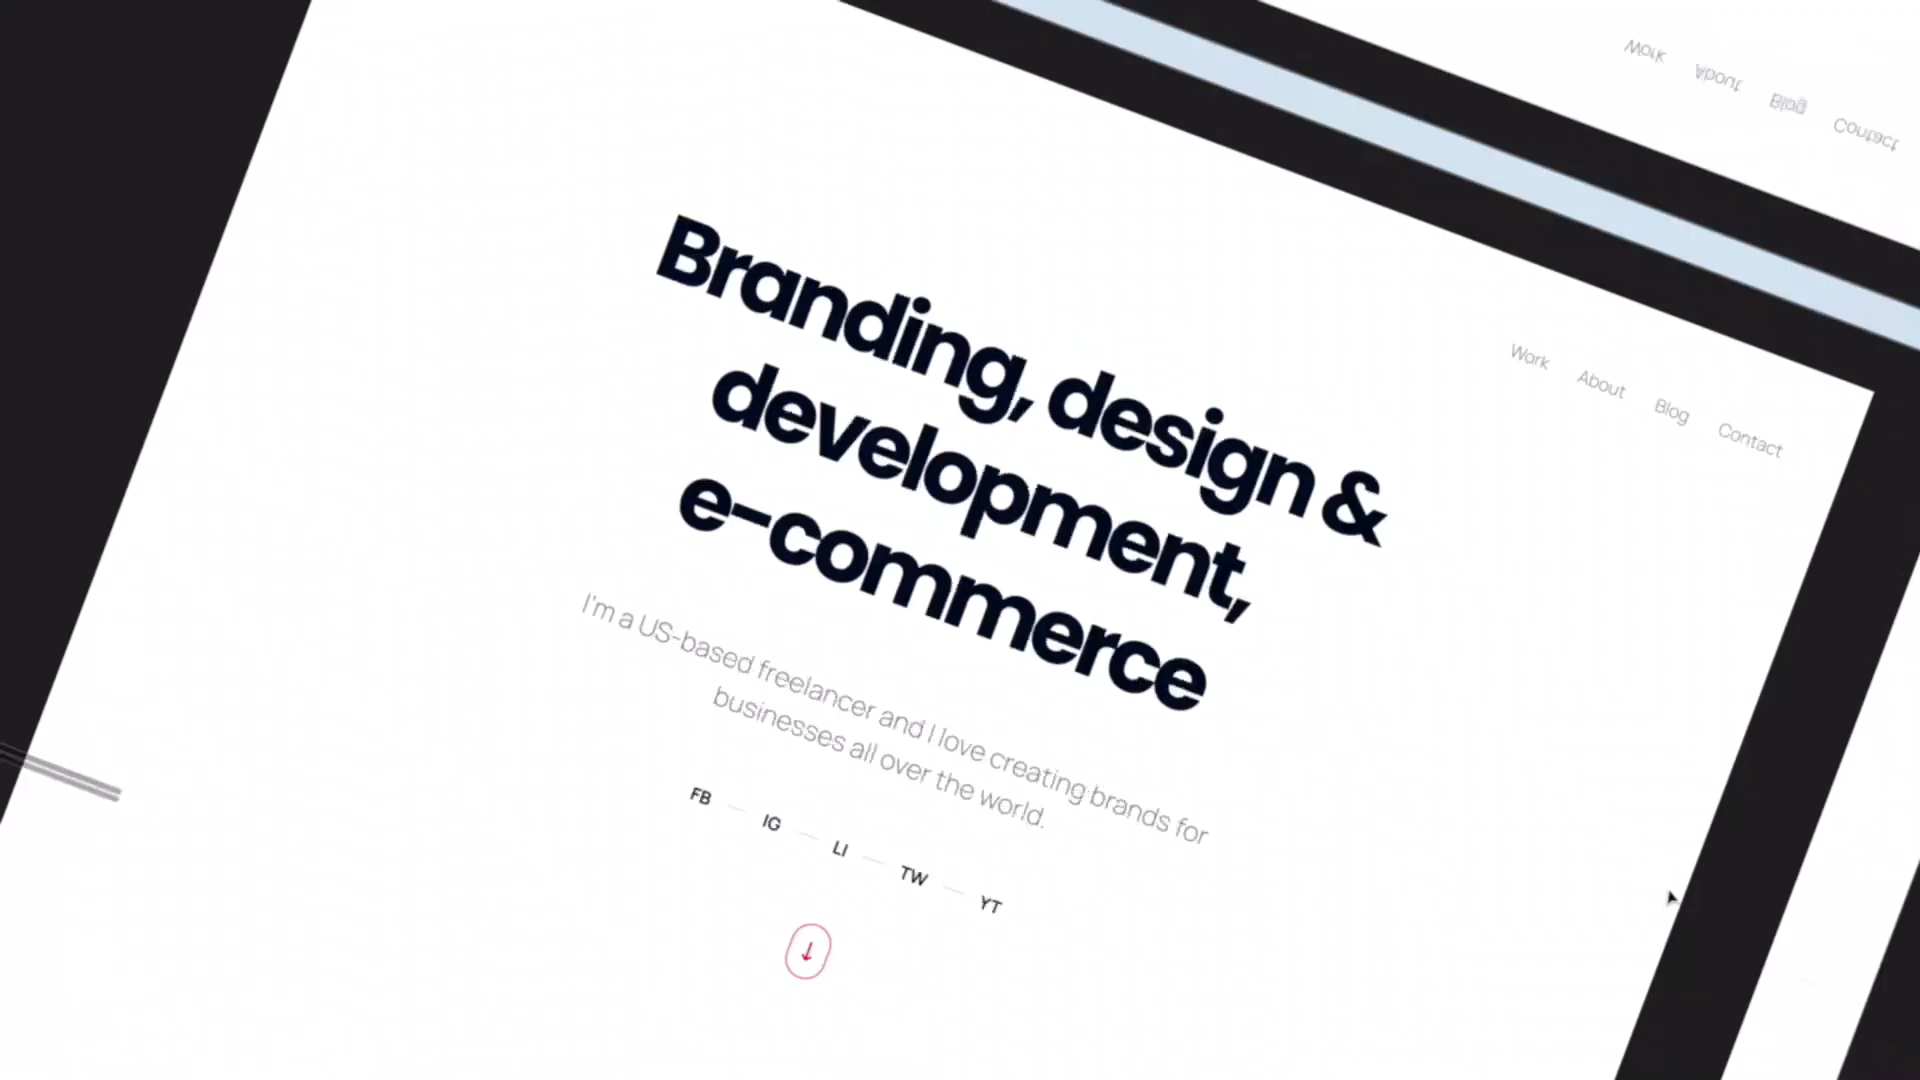 Work About Blog Contact
Work About Blog Contact
Branding, design &
development,
e-commerce
I'm a US-based freelancer and I love creating brands for
businesses all over the world.
FB — IG — LI — TW — YT